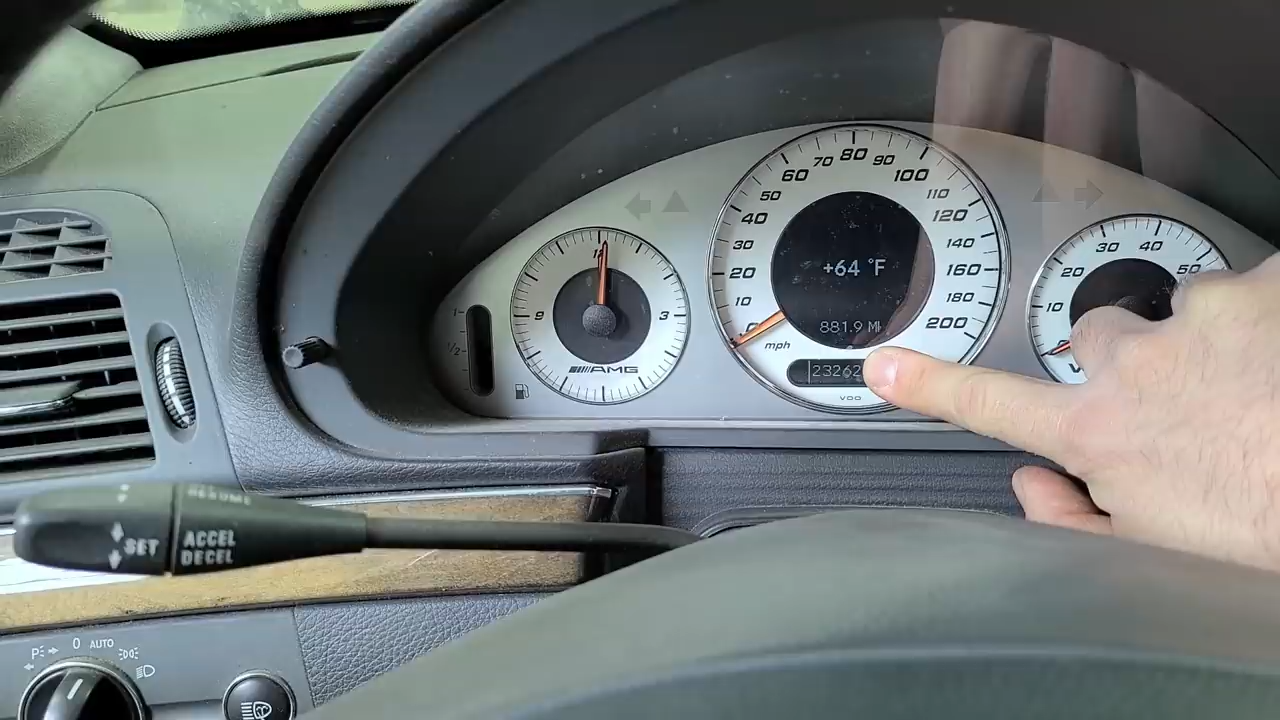 80
70 90
60 100
50 110
40 120
30 140
20 160
10 180
0 200
mph
+64 °F
881.9 MI
23262
VDO
12
9 3
AMG
1
1/2
30 40
20 50
10
RESUME
SET ACCEL
DECEL
P 0 AUTO